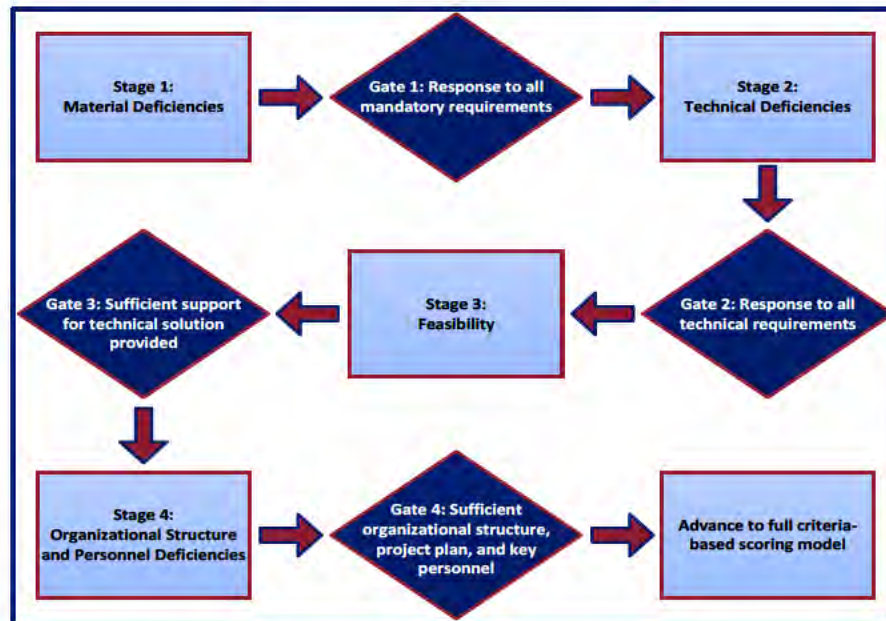 Stage 1:
Material Deficiencies
Gate 1: Response to all
mandatory requirements
Stage 2:
Technical Deficiencies
Gate 2: Response to all
technical requirements
Stage 3:
Feasibility
Gate 3: Sufficient support
for technical solution
provided
Stage 4:
Organizational Structure
and Personnel Deficiencies
Gate 4: Sufficient
organizational structure,
project plan, and key
personnel
Advance to full criteria-
based scoring model